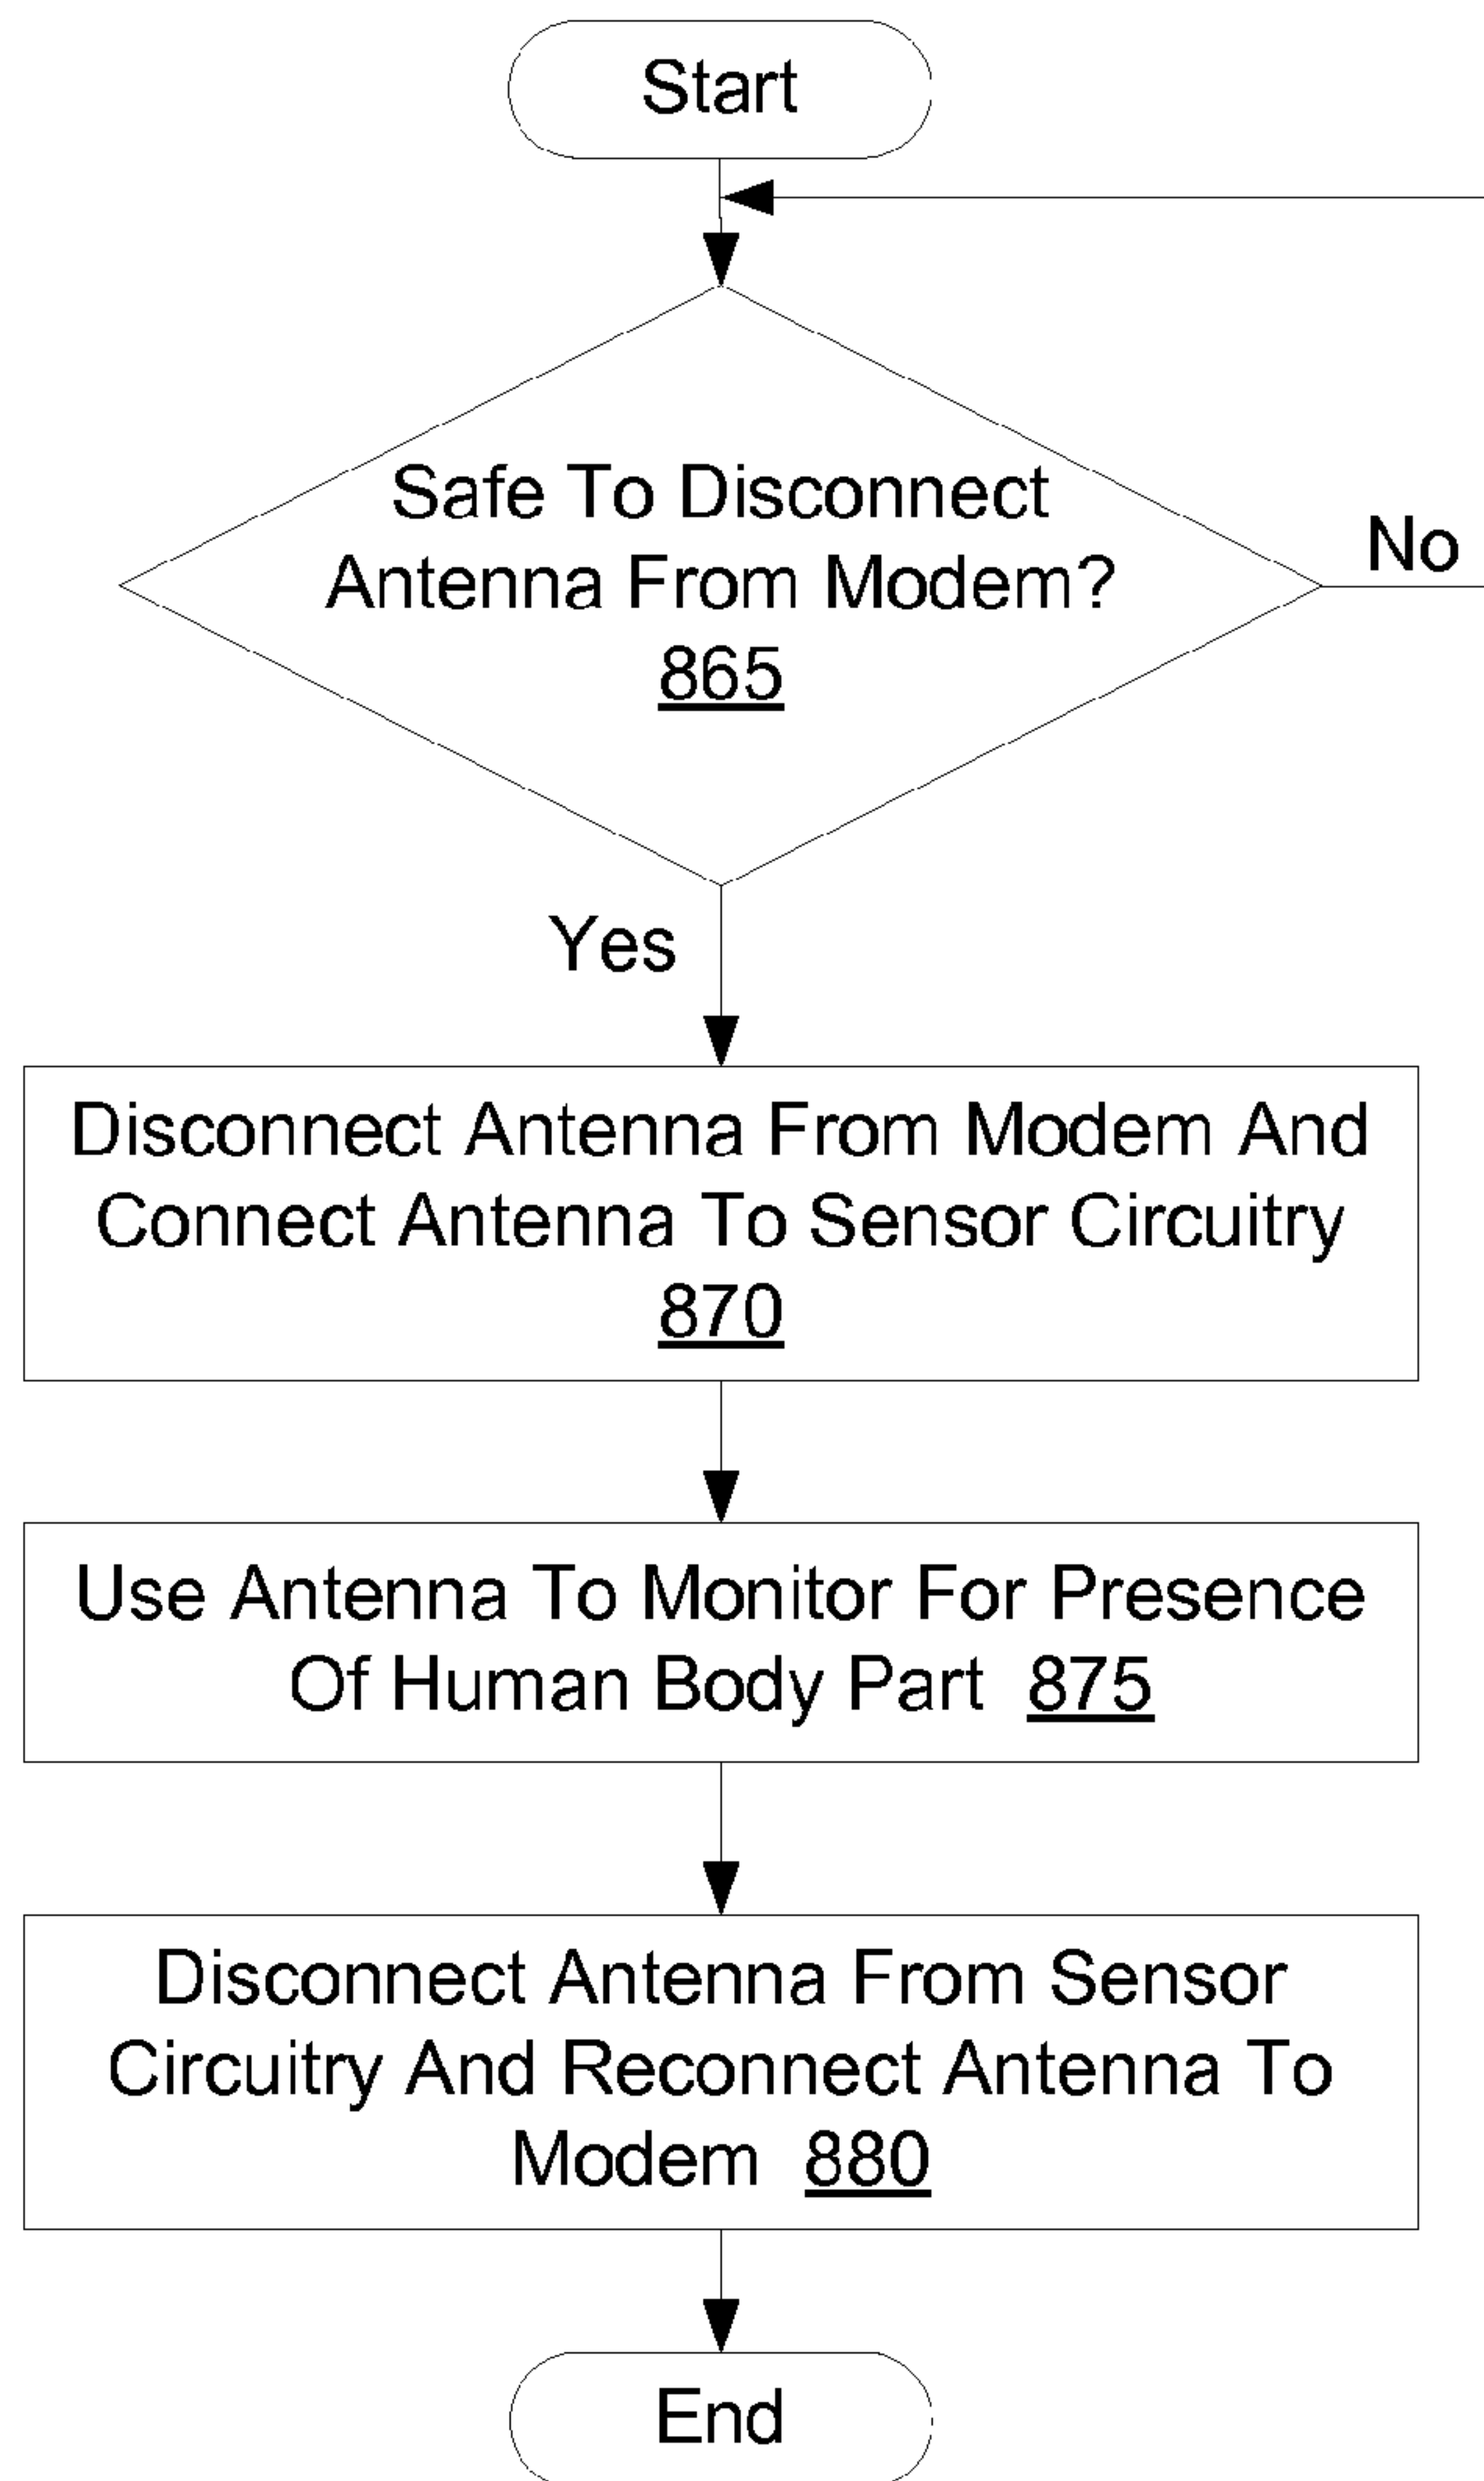 Start
Safe To Disconnect
Antenna From Modem?
865
No
Yes
Disconnect Antenna From Modem And
Connect Antenna To Sensor Circuitry
870
Use Antenna To Monitor For Presence
Of Human Body Part 875
Disconnect Antenna From Sensor
Circuitry And Reconnect Antenna To
Modem 880
End